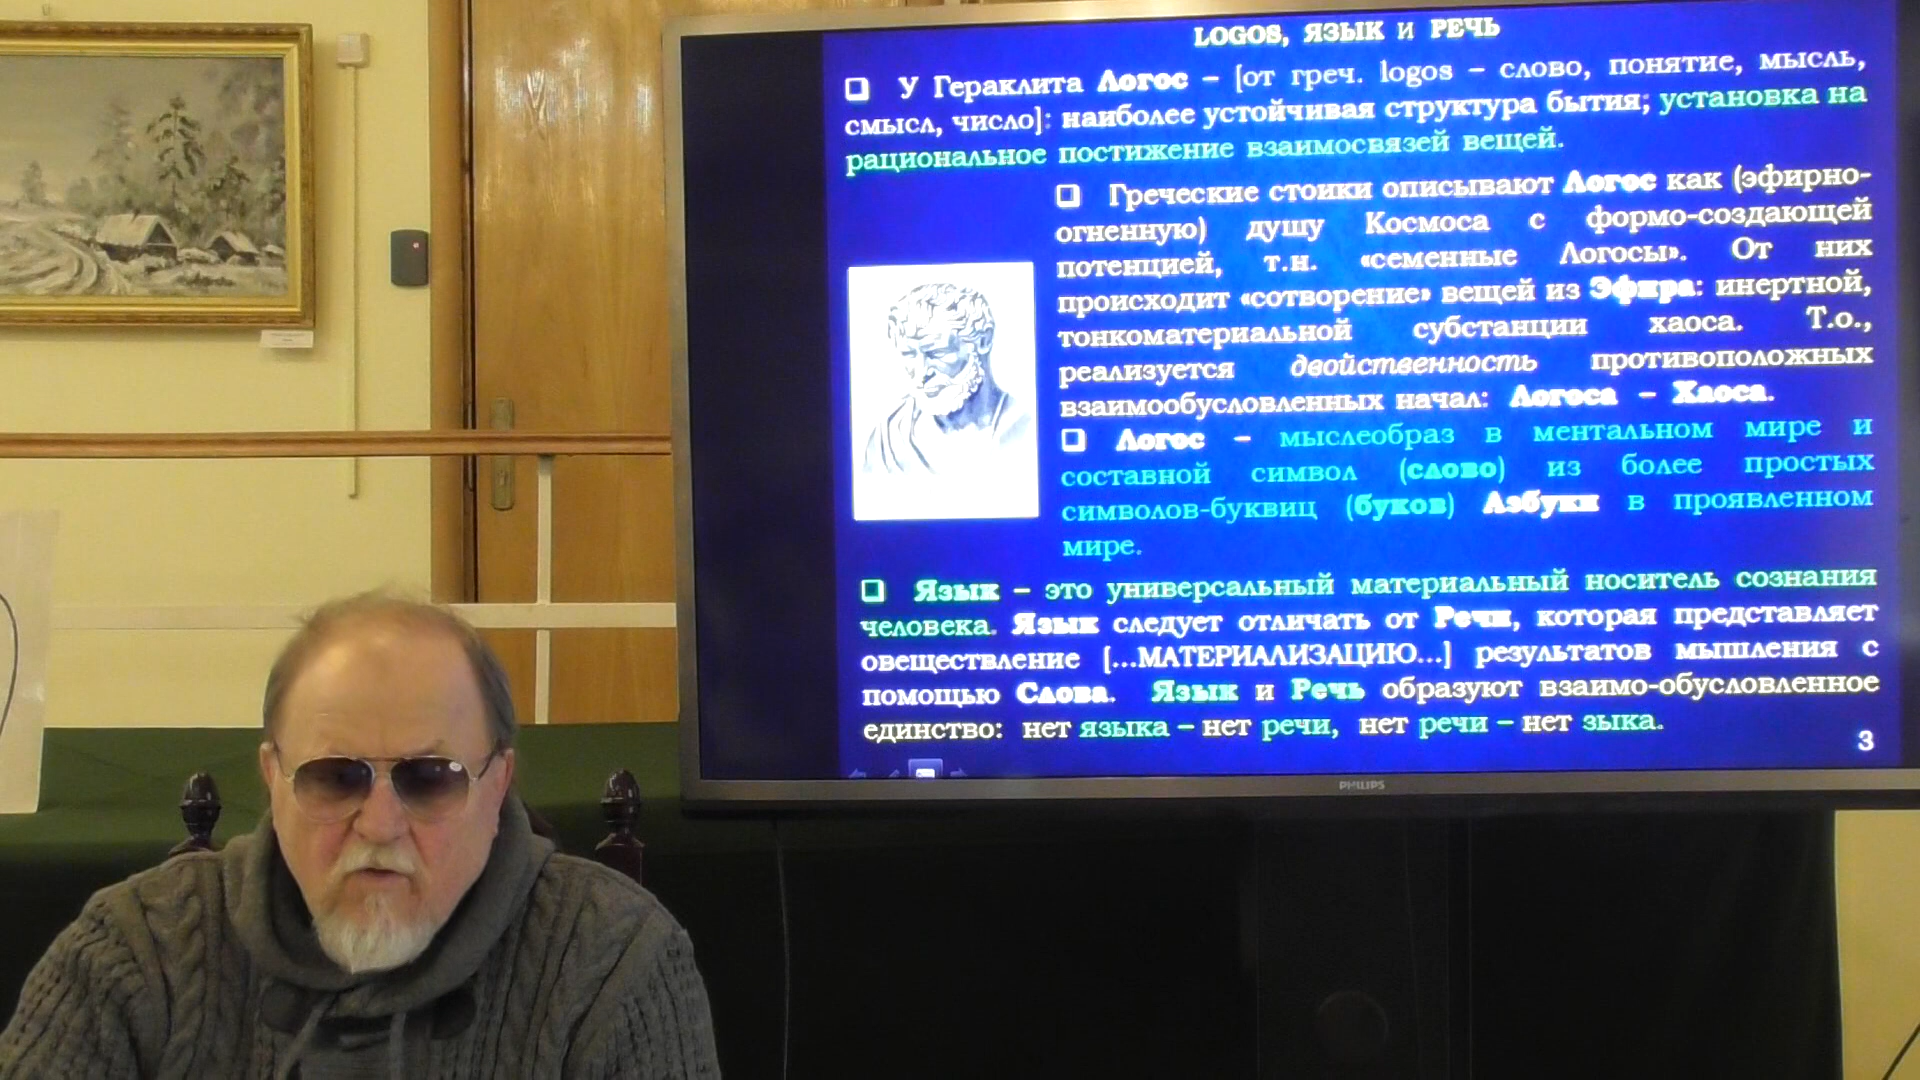 LOGOS, ЯЗЫК и РЕЧЬ
❑ У Гераклита Логос – [от греч. logos – слово, понятие, мысль,
смысл, число]: наиболее устойчивая структура бытия; установка на
рациональное постижение взаимосвязей вещей.
❑ Греческие стоики описывают Логос как (эфирно-
огненную) душу Космоса с формо-создающей
потенцией, т.н. «семенные Логосы». От них
происходит «сотворение» вещей из Эфира: инертной,
тонкоматериальной субстанции хаоса. Т.о.,
реализуется двойственность противоположных
взаимообусловленных начал: Логоса – Хаоса.
❑ Логос – мыслеобраз в ментальном мире и
составной символ (слово) из более простых
символов-буквиц (буков) Азбуки в проявленном
мире.
❑ Язык – это универсальный материальный носитель сознания
человека. Язык следует отличать от Речи, которая представляет
овеществление [...МАТЕРИАЛИЗАЦИЮ...] результатов мышления с
помощью Слова. Язык и Речь образуют взаимо-обусловленное
единство: нет языка – нет речи, нет речи – нет зыка.
3
PHILIPS